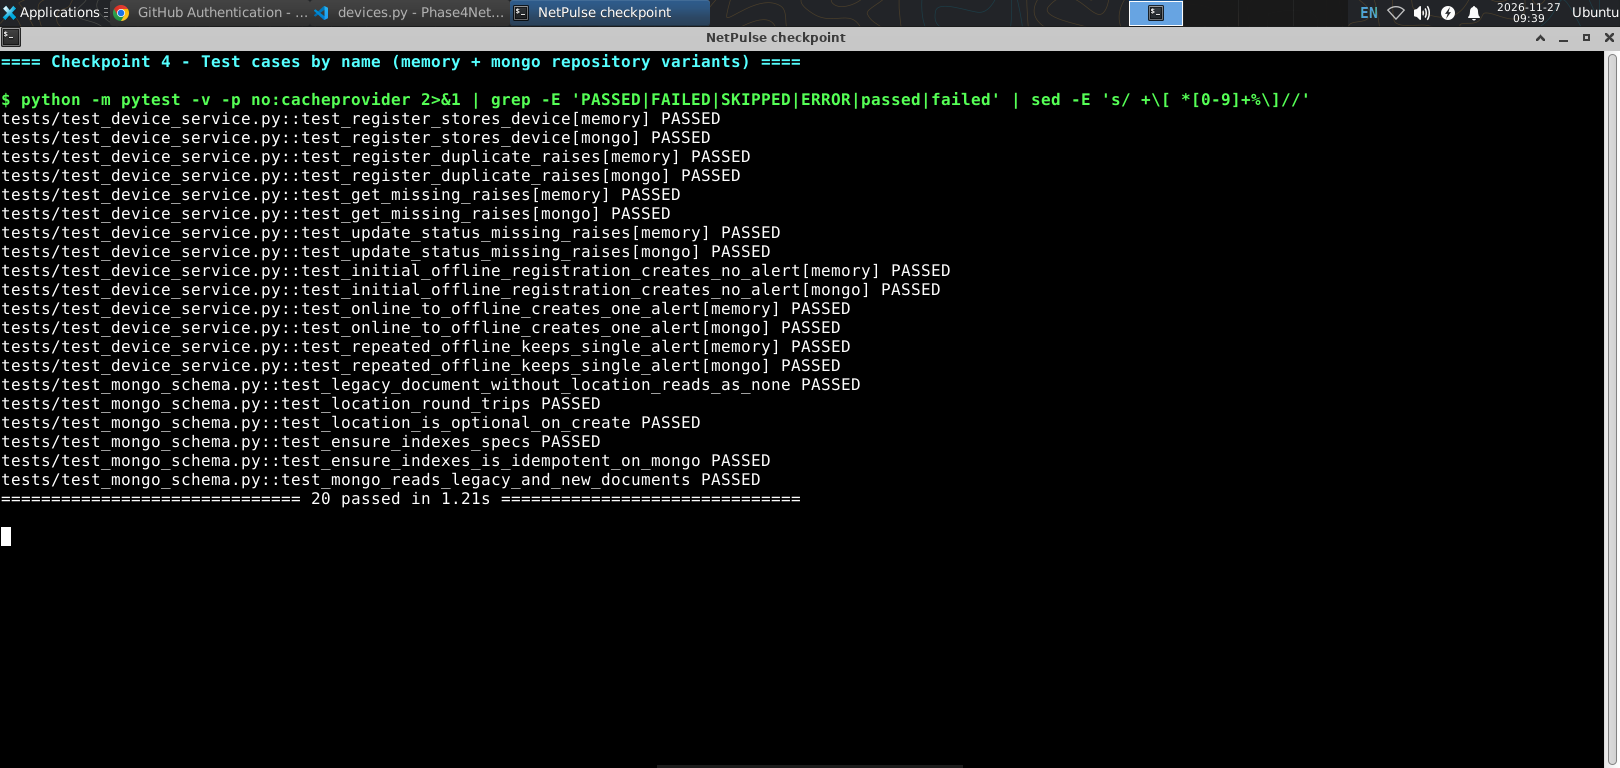 Applications
GitHub Authentication - ...
devices.py - Phase4Net...
NetPulse checkpoint
EN
2026-11-27
09:39
Ubuntu
NetPulse checkpoint
==== Checkpoint 4 - Test cases by name (memory + mongo repository variants) ====
$ python -m pytest -v -p no:cacheprovider 2>&1 | grep -E 'PASSED|FAILED|SKIPPED|ERROR|passed|failed' | sed -E 's/ +\[ *[0-9]+%\]//'
tests/test_device_service.py::test_register_stores_device[memory] PASSED
tests/test_device_service.py::test_register_stores_device[mongo] PASSED
tests/test_device_service.py::test_register_duplicate_raises[memory] PASSED
tests/test_device_service.py::test_register_duplicate_raises[mongo] PASSED
tests/test_device_service.py::test_get_missing_raises[memory] PASSED
tests/test_device_service.py::test_get_missing_raises[mongo] PASSED
tests/test_device_service.py::test_update_status_missing_raises[memory] PASSED
tests/test_device_service.py::test_update_status_missing_raises[mongo] PASSED
tests/test_device_service.py::test_initial_offline_registration_creates_no_alert[memory] PASSED
tests/test_device_service.py::test_initial_offline_registration_creates_no_alert[mongo] PASSED
tests/test_device_service.py::test_online_to_offline_creates_one_alert[memory] PASSED
tests/test_device_service.py::test_online_to_offline_creates_one_alert[mongo] PASSED
tests/test_device_service.py::test_repeated_offline_keeps_single_alert[memory] PASSED
tests/test_device_service.py::test_repeated_offline_keeps_single_alert[mongo] PASSED
tests/test_mongo_schema.py::test_legacy_document_without_location_reads_as_none PASSED
tests/test_mongo_schema.py::test_location_round_trips PASSED
tests/test_mongo_schema.py::test_location_is_optional_on_create PASSED
tests/test_mongo_schema.py::test_ensure_indexes_specs PASSED
tests/test_mongo_schema.py::test_ensure_indexes_is_idempotent_on_mongo PASSED
tests/test_mongo_schema.py::test_mongo_reads_legacy_and_new_documents PASSED
============================== 20 passed in 1.21s ==============================